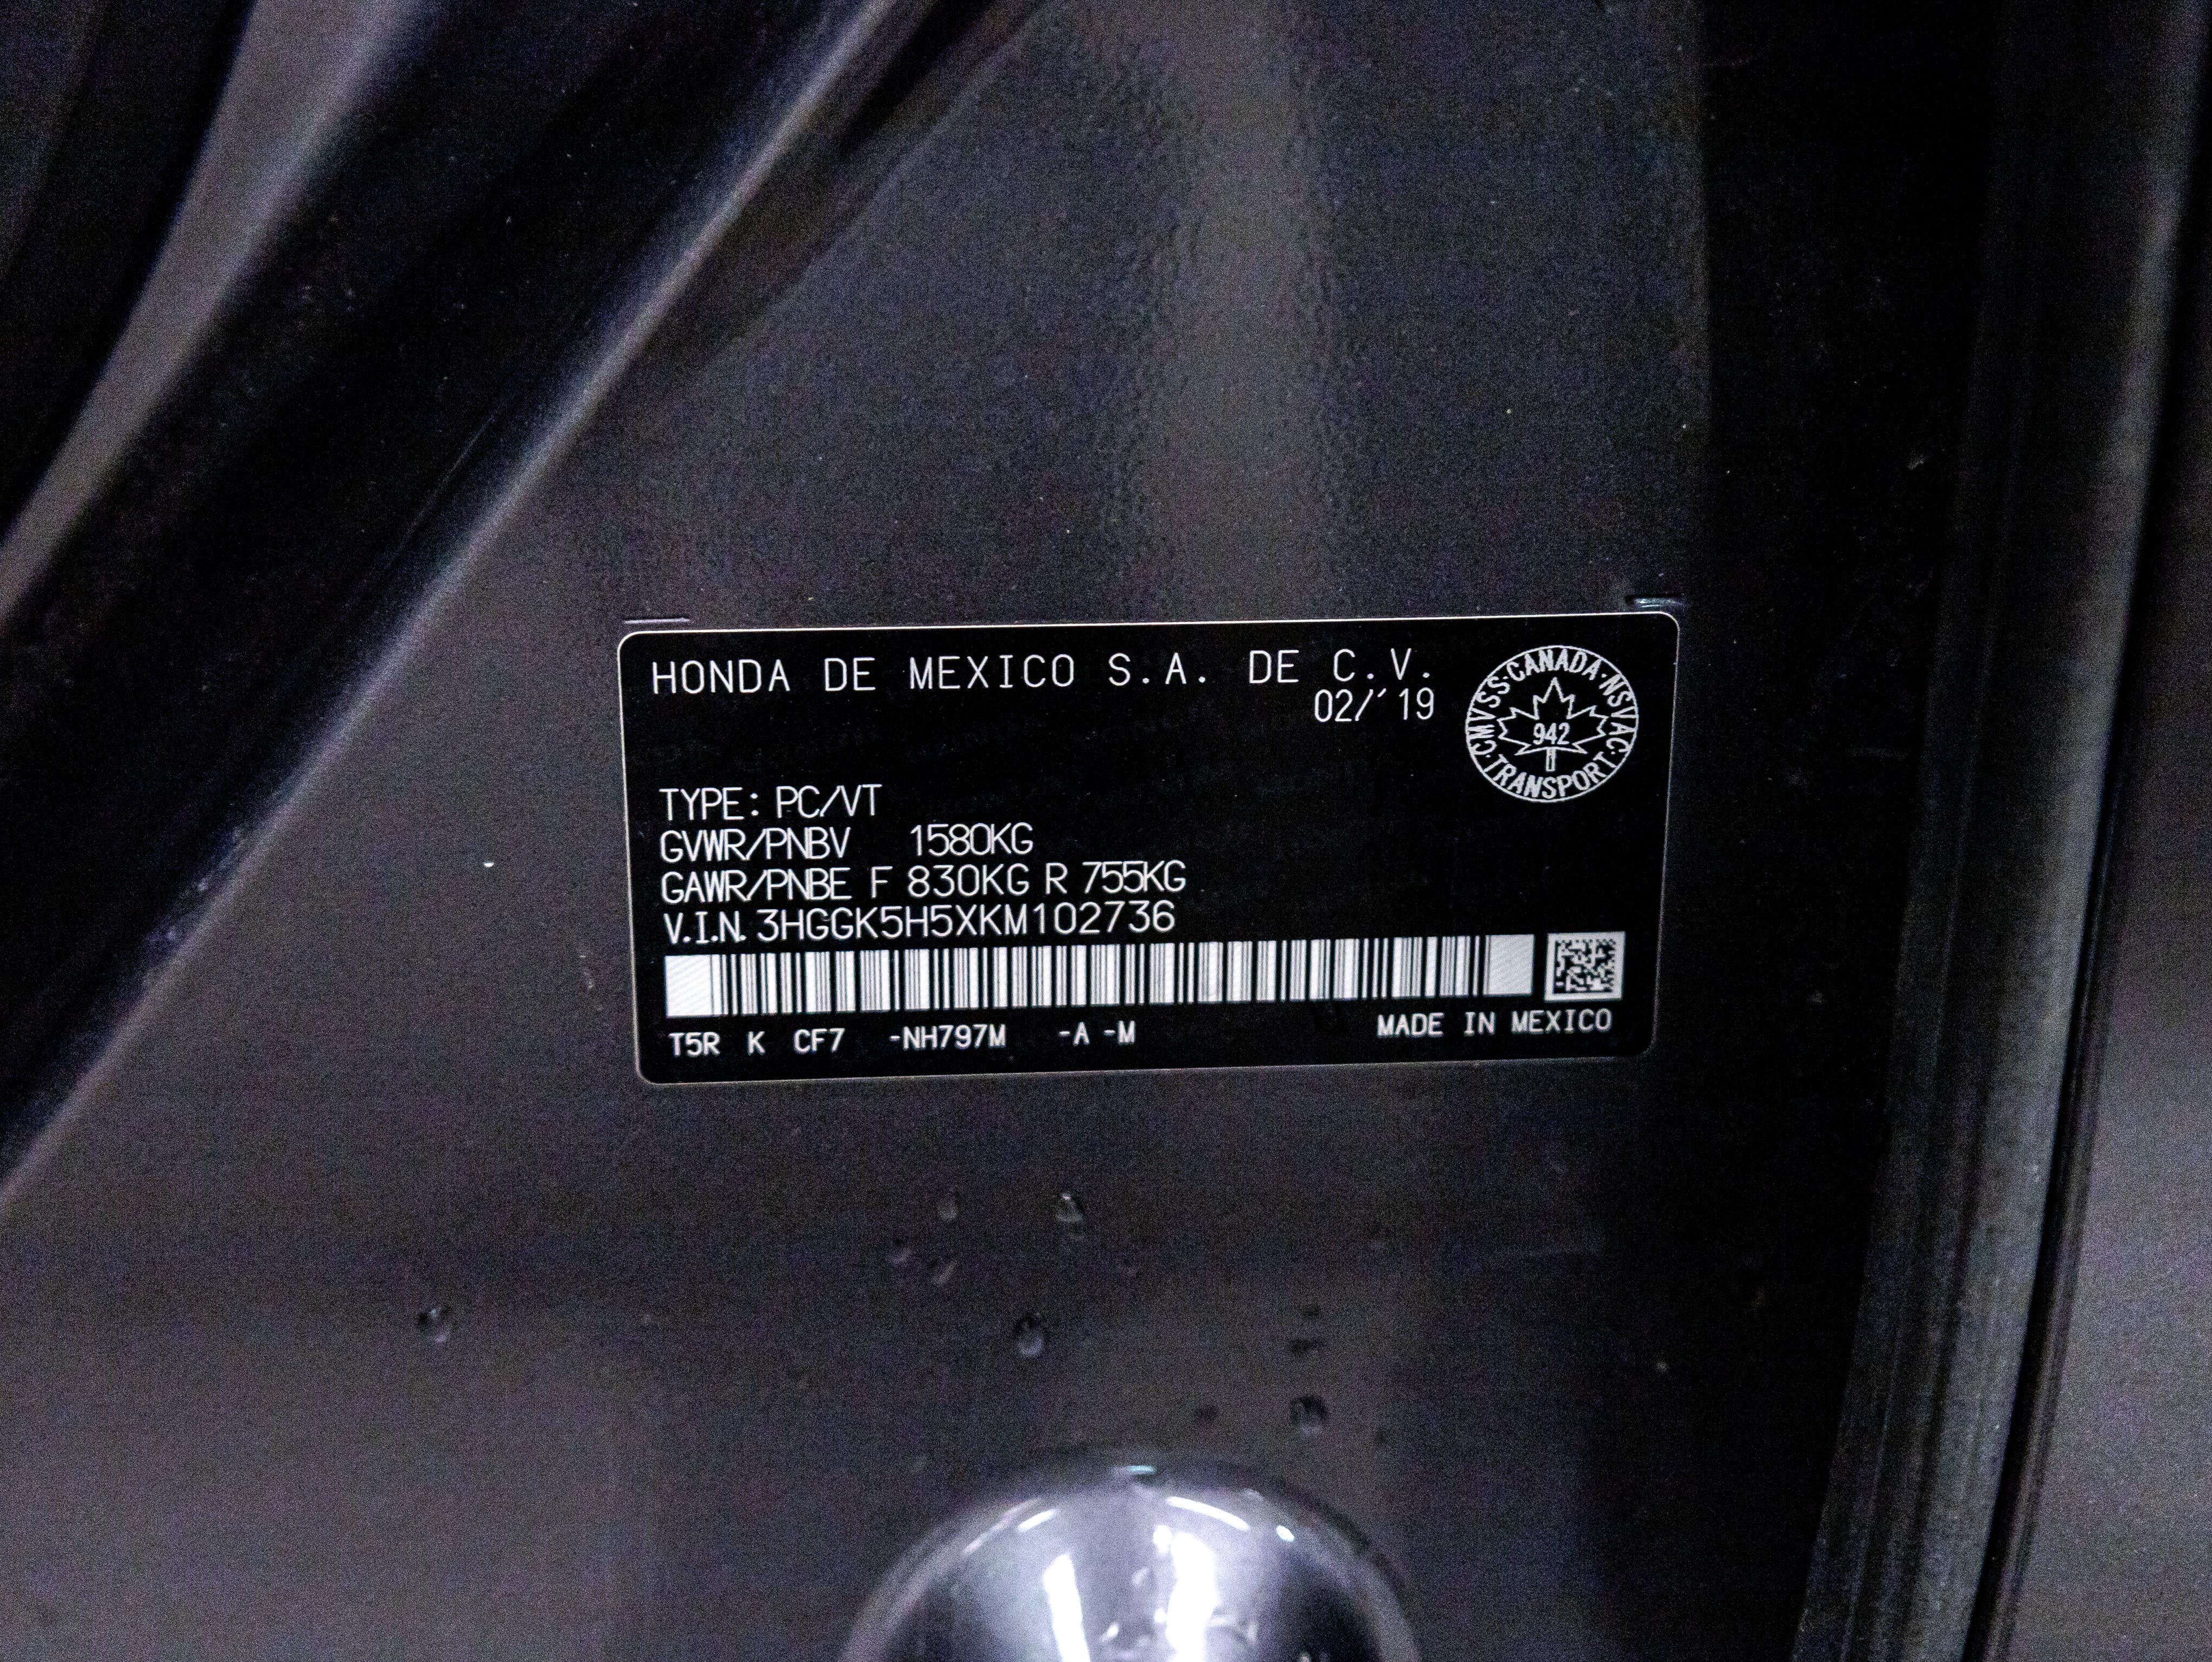 HONDA DE MEXICO S.A. DE C.V.
02/'19
CMVSS·CANADA·NSVAC·TRANSPORT·
942
TYPE: PC/VT
GVWR/PNBV 1580KG
GAWR/PNBE F 830KG R 755KG
V.I.N. 3HGGK5H5XKM102736
T5R K CF7 -NH797M -A -M
MADE IN MEXICO